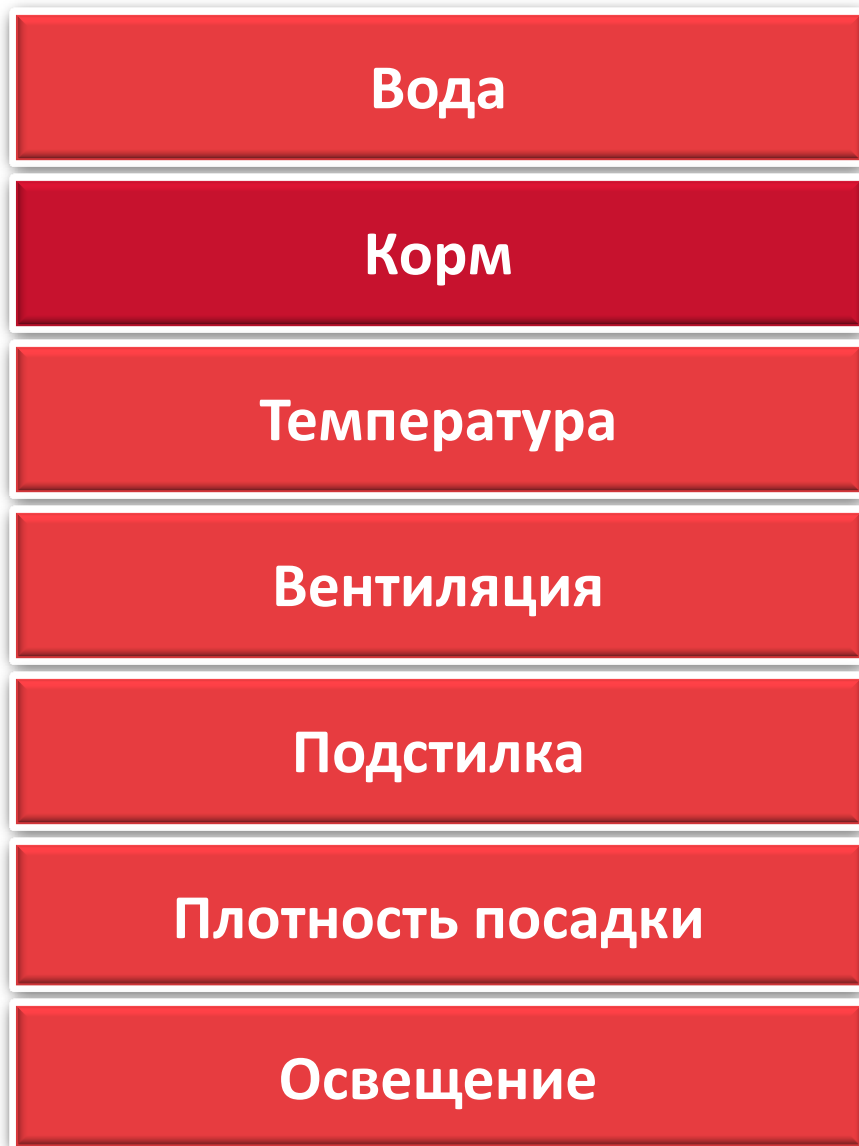 Вода
Корм
Температура
Вентиляция
Подстилка
Плотность посадки
Освещение